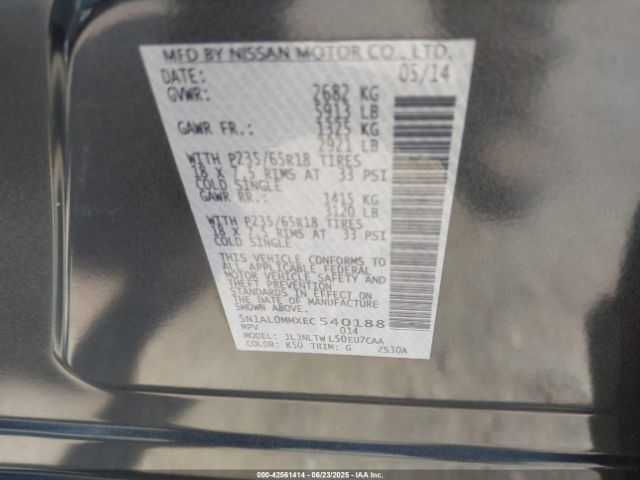 MFD BY NISSAN MOTOR CO., LTD.
DATE: 05/14
GVWR: 2682 KG
5913 LB
GAWR FR.: 1325 KG
2921 LB
WITH P235/65R18 TIRES
18 X 7.5 RIMS AT 33 PSI
COLD SINGLE
GAWR RR.: 1415 KG
3120 LB
WITH P235/65R18 TIRES
18 X 7.5 RIMS AT 33 PSI
COLD SINGLE
THIS VEHICLE CONFORMS TO
ALL APPLICABLE FEDERAL
MOTOR VEHICLE SAFETY AND
THEFT PREVENTION
STANDARDS IN EFFECT ON
THE DATE OF MANUFACTURE
SHOWN ABOVE.
5N1AL0MMXEC540188
MPV 014
MODEL: JLJNLTWL50EU7CAA
COLOR: K50 TRIM: G ZS30A
000-42561414 - 06/23/2025 - IAA Inc.